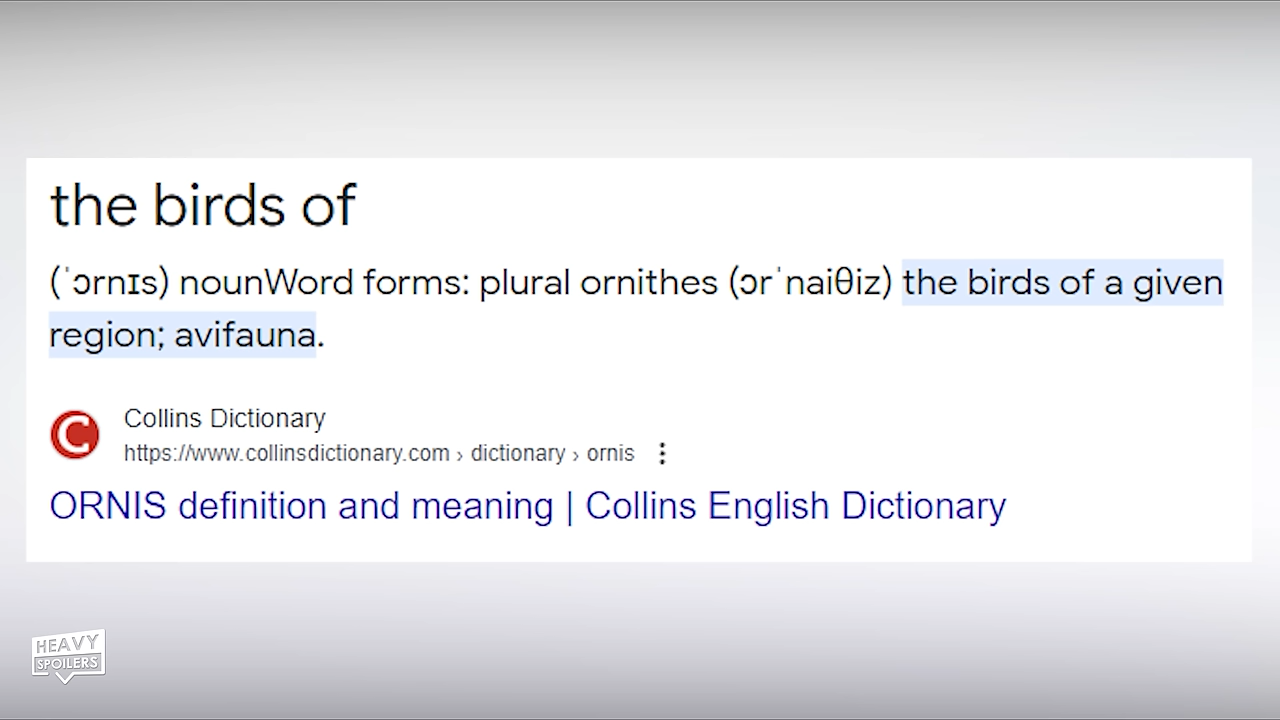 the birds of
(ˈɔrnɪs) nounWord forms: plural ornithes (ɔrˈnaiθiz) the birds of a given
region; avifauna.
Collins Dictionary
https://www.collinsdictionary.com › dictionary › ornis
ORNIS definition and meaning | Collins English Dictionary
HEAVY
SPOILERS